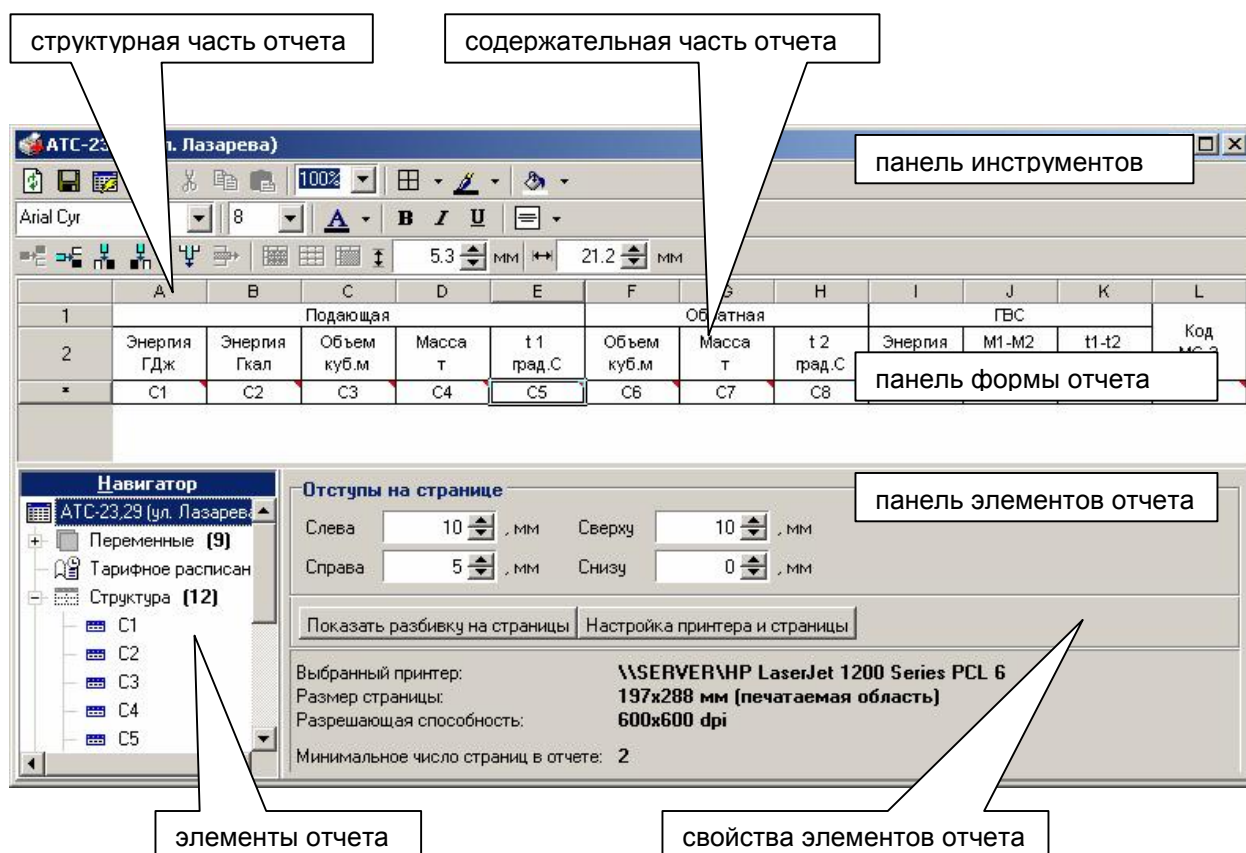 структурная часть отчета
содержательная часть отчета
АТС-23 л. Лазарева)
панель инструментов
100%
Arial Cyr 8 A B I U
5.3 мм 21.2 мм
A B C D E F G H I J K L
1 Подающая Обратная ГВС
2 Энергия ГДж Энергия Гкал Объем куб.м Масса т t 1 град.С Объем куб.м Масса т t 2 град.С Энергия М1-М2 t1-t2 Код
панель формы отчета
* C1 C2 C3 C4 C5 C6 C7 C8
Навигатор
АТС-23,29 (ул. Лазарева
Переменные (9)
Тарифное расписан
Структура (12)
C1
C2
C3
C4
C5
Отступы на странице
панель элементов отчета
Слева 10 , мм Сверху 10 , мм
Справа 5 , мм Снизу 0 , мм
Показать разбивку на страницы Настройка принтера и страницы
Выбранный принтер: \\SERVER\HP LaserJet 1200 Series PCL 6
Размер страницы: 197x288 мм (печатаемая область)
Разрешающая способность: 600x600 dpi
Минимальное число страниц в отчете: 2
элементы отчета
свойства элементов отчета